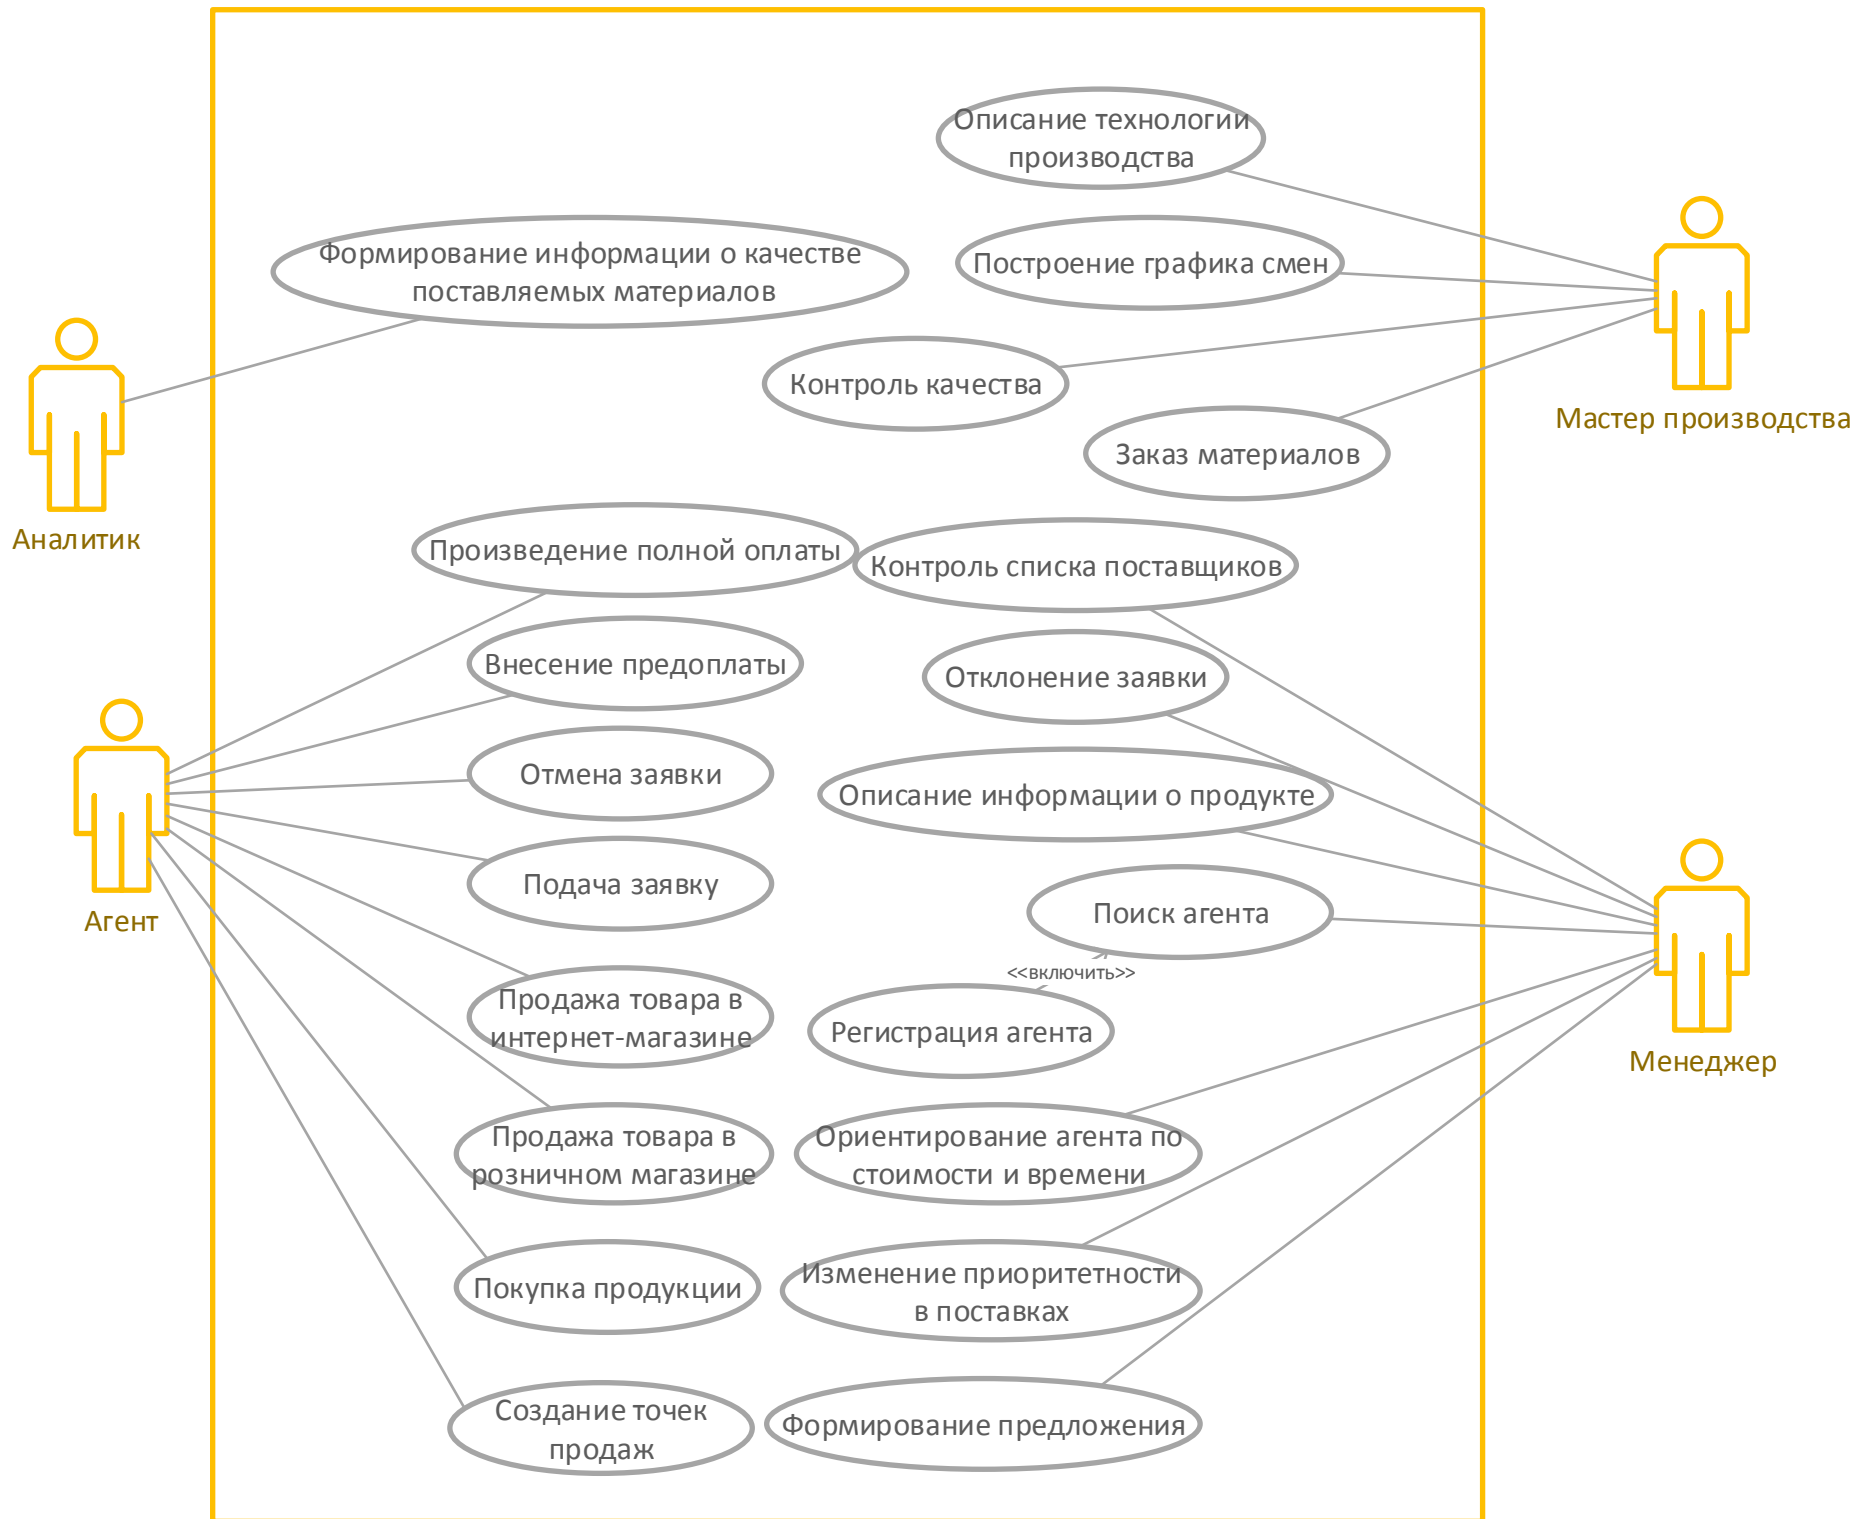 Описание технологии
производства
Формирование информации о качестве
поставляемых материалов
Построение графика смен
Контроль качества
Мастер производства
Заказ материалов
Аналитик
Произведение полной оплаты
Контроль списка поставщиков
Внесение предоплаты
Отклонение заявки
Отмена заявки
Описание информации о продукте
Подача заявку
Агент
Поиск агента
<<включить>>
Продажа товара в
интернет-магазине
Регистрация агента
Менеджер
Продажа товара в
розничном магазине
Ориентирование агента по
стоимости и времени
Покупка продукции
Изменение приоритетности
в поставках
Создание точек
продаж
Формирование предложения